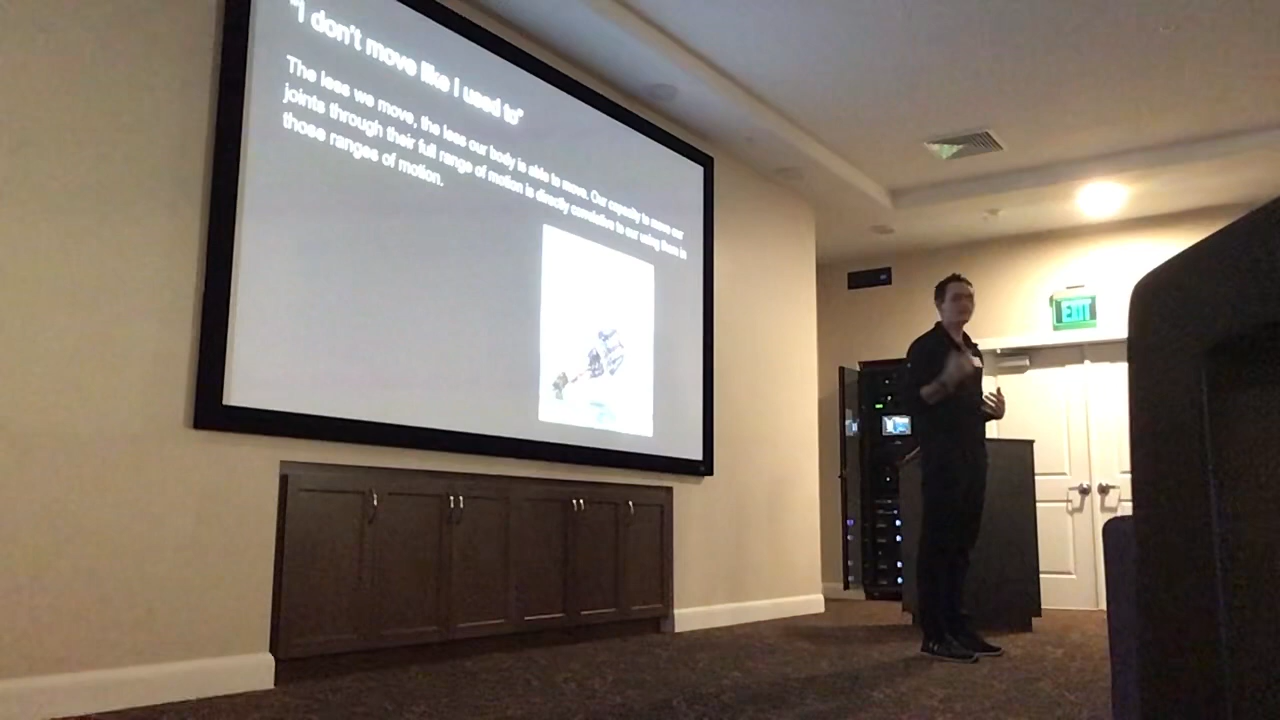 "I don't move like I used to"
The less we move, the less our body is able to move. Our capacity to move our
joints through their full range of motion is directly correlative to our using them in
those ranges of motion.
EXIT